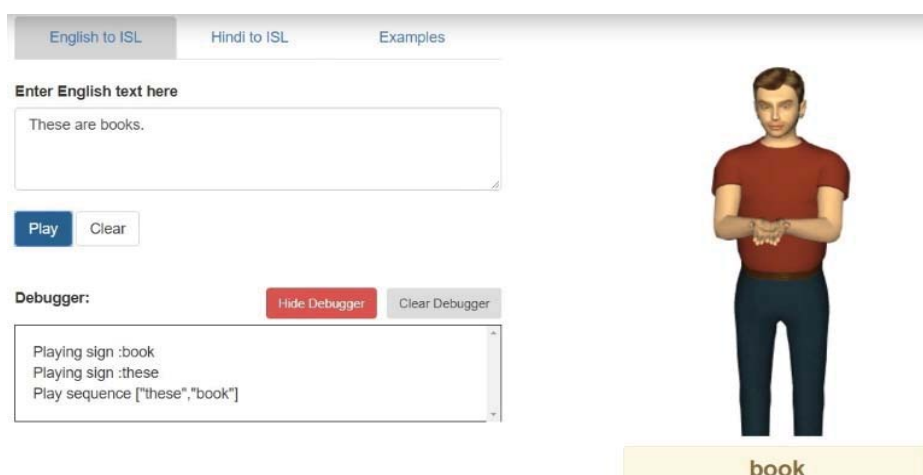 English to ISL Hindi to ISL Examples
Enter English text here
These are books.
Play Clear
Debugger: Hide Debugger Clear Debugger
Playing sign :book
Playing sign :these
Play sequence ["these","book"]
book